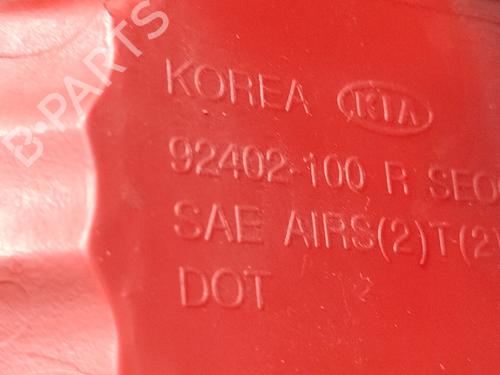 B-PARTS
KOREA KIA
92402-100 R SEO
SAE AIRS(2)T-(2)
DOT